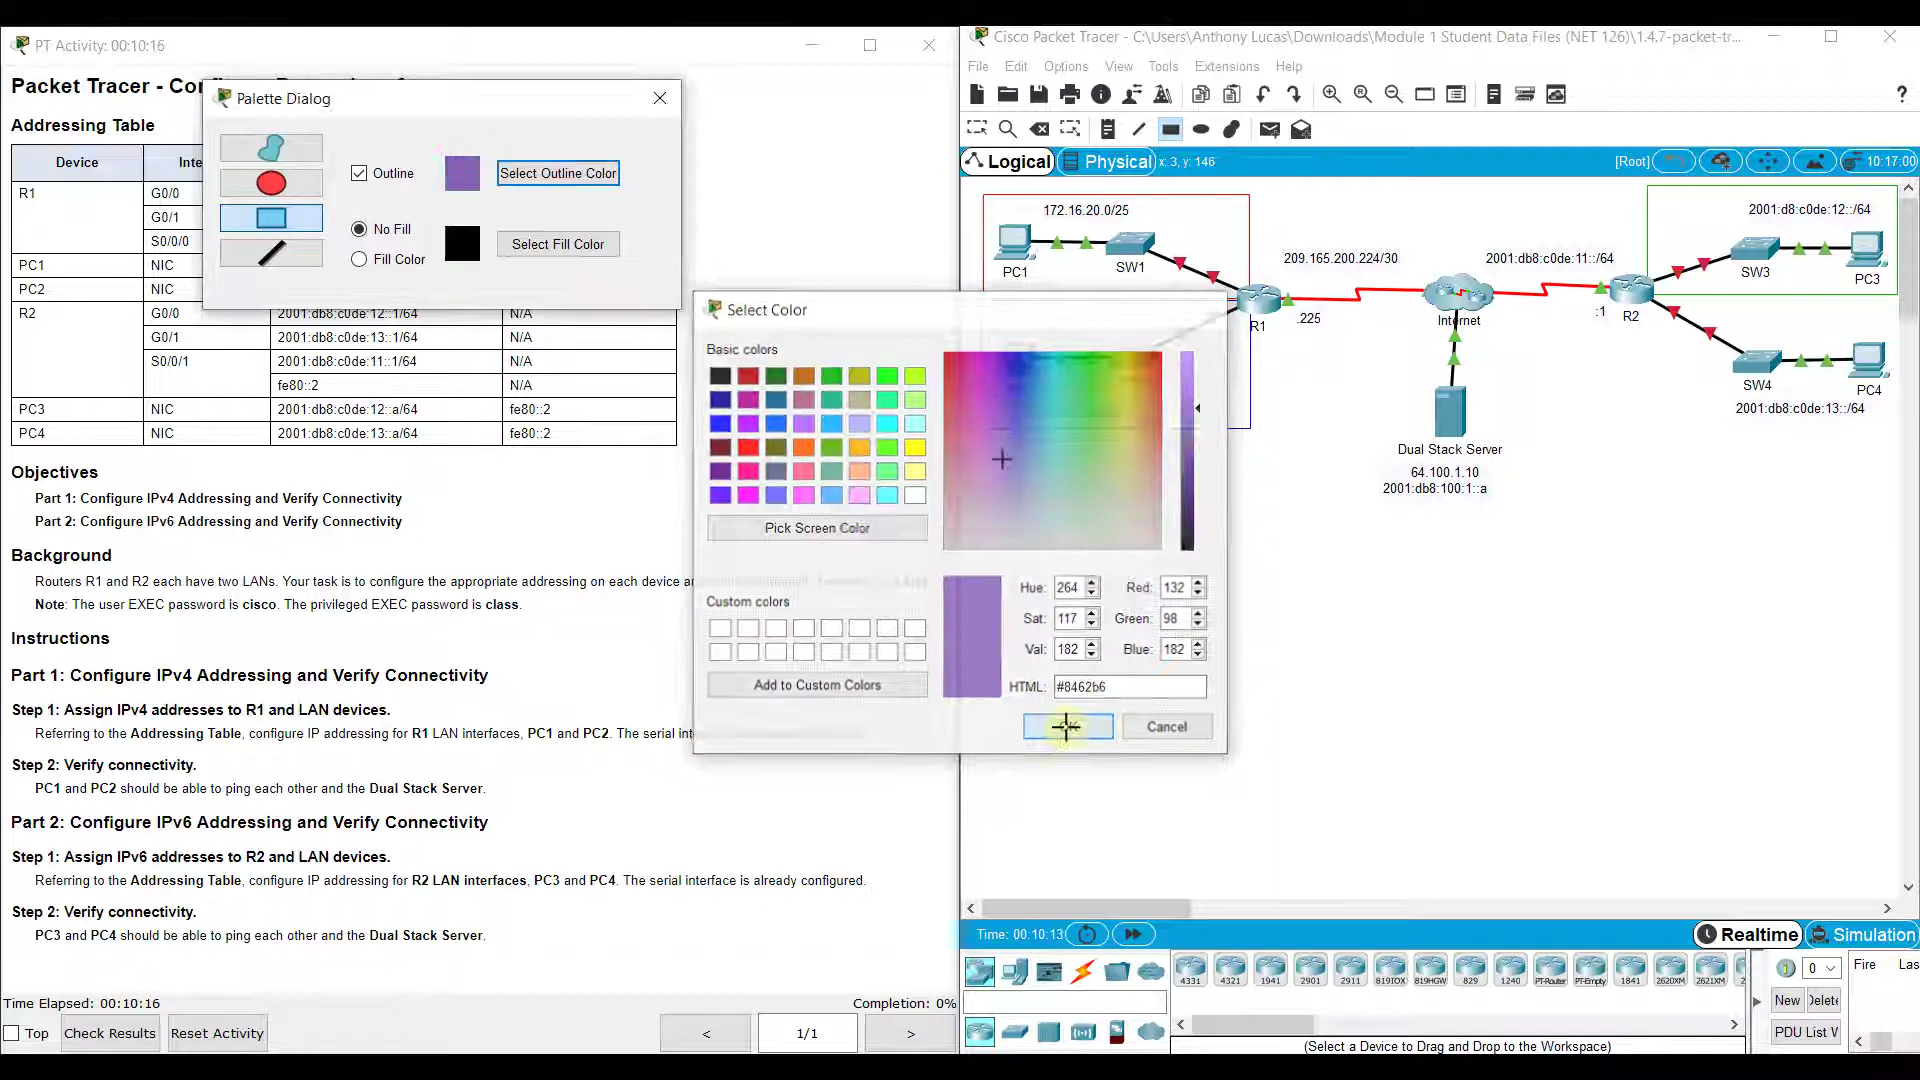 PT Activity: 00:10:16
Packet Tracer - Con
Addressing Table
Device
Inte
R1
G0/0
G0/1
S0/0/0
PC1 NIC
PC2 NIC
R2 G0/0 2001:db8:c0de:12::1/64 N/A
G0/1 2001:db8:c0de:13::1/64 N/A
S0/0/1 2001:db8:c0de:11::1/64 N/A
fe80::2 N/A
PC3 NIC 2001:db8:c0de:12::a/64 fe80::2
PC4 NIC 2001:db8:c0de:13::a/64 fe80::2
Objectives
Part 1: Configure IPv4 Addressing and Verify Connectivity
Part 2: Configure IPv6 Addressing and Verify Connectivity
Background
Routers R1 and R2 each have two LANs. Your task is to configure the appropriate addressing on each device a
Note: The user EXEC password is cisco. The privileged EXEC password is class.
Instructions
Part 1: Configure IPv4 Addressing and Verify Connectivity
Step 1: Assign IPv4 addresses to R1 and LAN devices.
Referring to the Addressing Table, configure IP addressing for R1 LAN interfaces, PC1 and PC2. The serial int
Step 2: Verify connectivity.
PC1 and PC2 should be able to ping each other and the Dual Stack Server.
Part 2: Configure IPv6 Addressing and Verify Connectivity
Step 1: Assign IPv6 addresses to R2 and LAN devices.
Referring to the Addressing Table, configure IP addressing for R2 LAN interfaces, PC3 and PC4. The serial interface is already configured.
Step 2: Verify connectivity.
PC3 and PC4 should be able to ping each other and the Dual Stack Server.
Time Elapsed: 00:10:16
Completion: 0%
Top
Check Results
Reset Activity
<
1/1
>
Palette Dialog
Outline
Select Outline Color
No Fill
Fill Color
Select Fill Color
Select Color
Basic colors
Pick Screen Color
Custom colors
Add to Custom Colors
Hue: 264 Red: 132
Sat: 117 Green: 98
Val: 182 Blue: 182
HTML: #8462b6
Cancel
Cisco Packet Tracer - C:\Users\Anthony Lucas\Downloads\Module 1 Student Data Files (NET 126)\1.4.7-packet-tr...
File Edit Options View Tools Extensions Help
?
Logical
Physical
x: 3, y: 146
[Root]
10:17:00
172.16.20.0/25
PC1
SW1
209.165.200.224/30
R1
.225
Internet
2001:db8:c0de:11::/64
:1
R2
2001:d8:c0de:12::/64
SW3
PC3
SW4
PC4
2001:db8:c0de:13::/64
Dual Stack Server
64.100.1.10
2001:db8:100:1::a
Time: 00:10:13
Realtime
Simulation
4331 4321 1941 2901 2911 819IOX 819HGW 829 1240 PT-Router PT-Empty 1841 2620XM 2621XM 2
(Select a Device to Drag and Drop to the Workspace)
0
Fire
Las
New
Delete
PDU List W